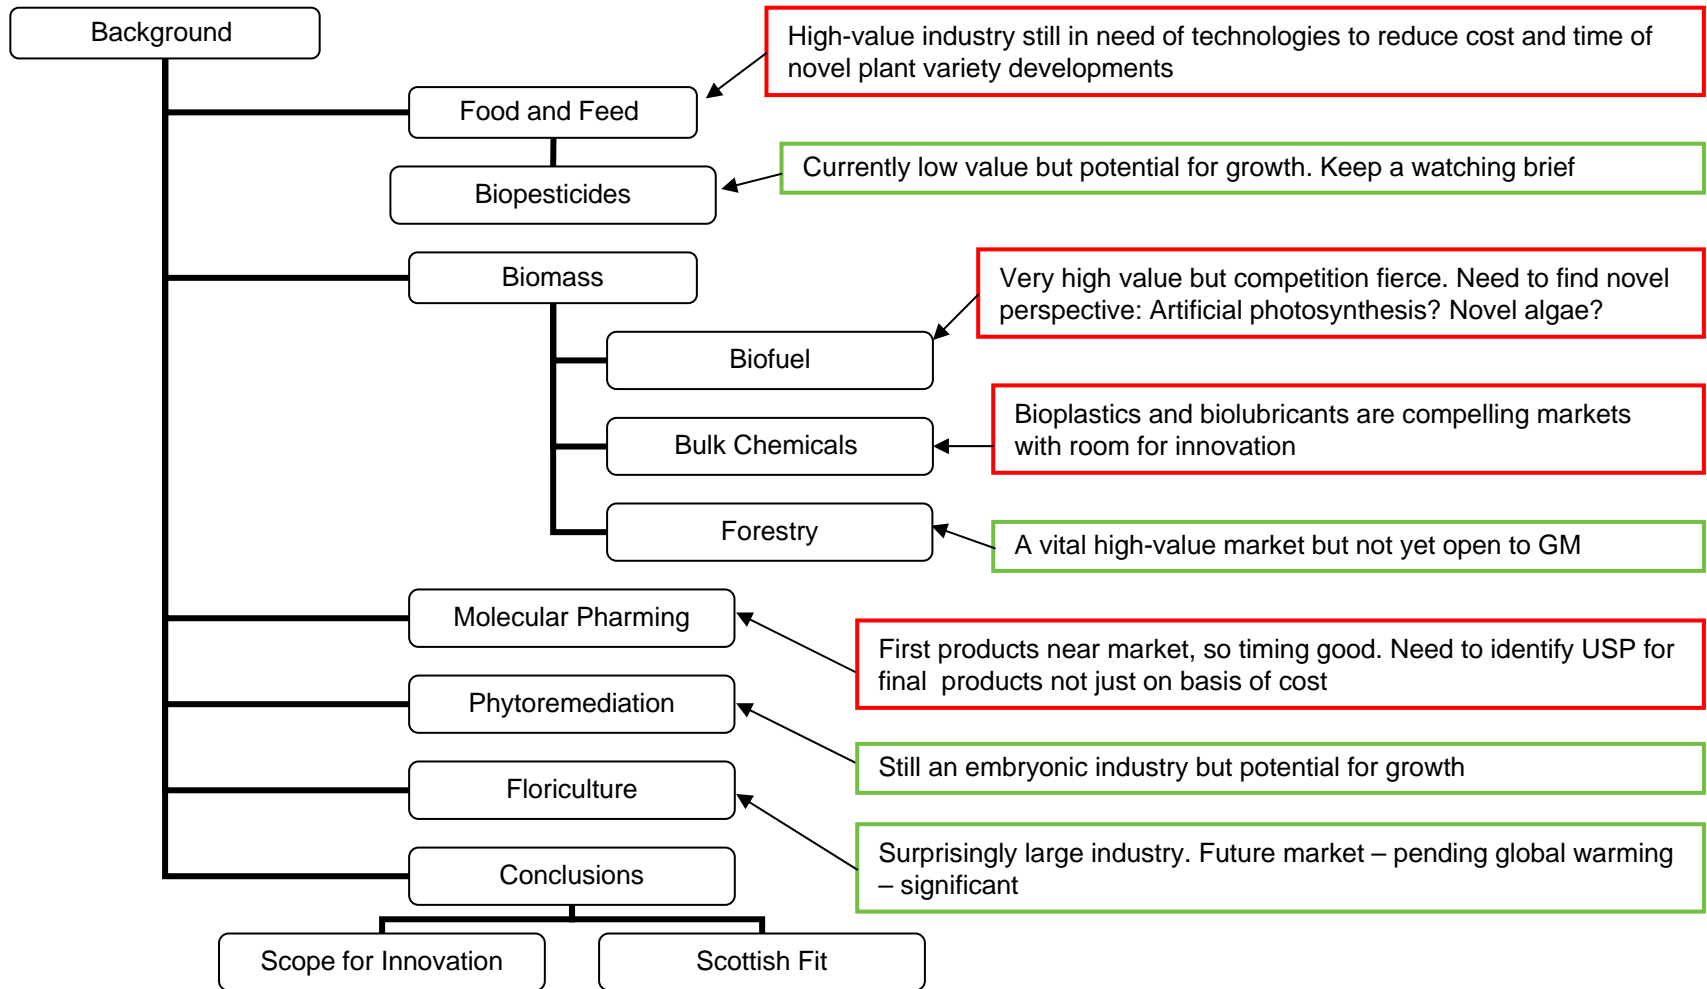 Background
High-value industry still in need of technologies to reduce cost and time of
novel plant variety developments
Food and Feed
Currently low value but potential for growth. Keep a watching brief
Biopesticides
Biomass
Very high value but competition fierce. Need to find novel
perspective: Artificial photosynthesis? Novel algae?
Biofuel
Bioplastics and biolubricants are compelling markets
with room for innovation
Bulk Chemicals
Forestry
A vital high-value market but not yet open to GM
Molecular Pharming
First products near market, so timing good. Need to identify USP for
final products not just on basis of cost
Phytoremediation
Still an embryonic industry but potential for growth
Floriculture
Surprisingly large industry. Future market – pending global warming
– significant
Conclusions
Scope for Innovation
Scottish Fit